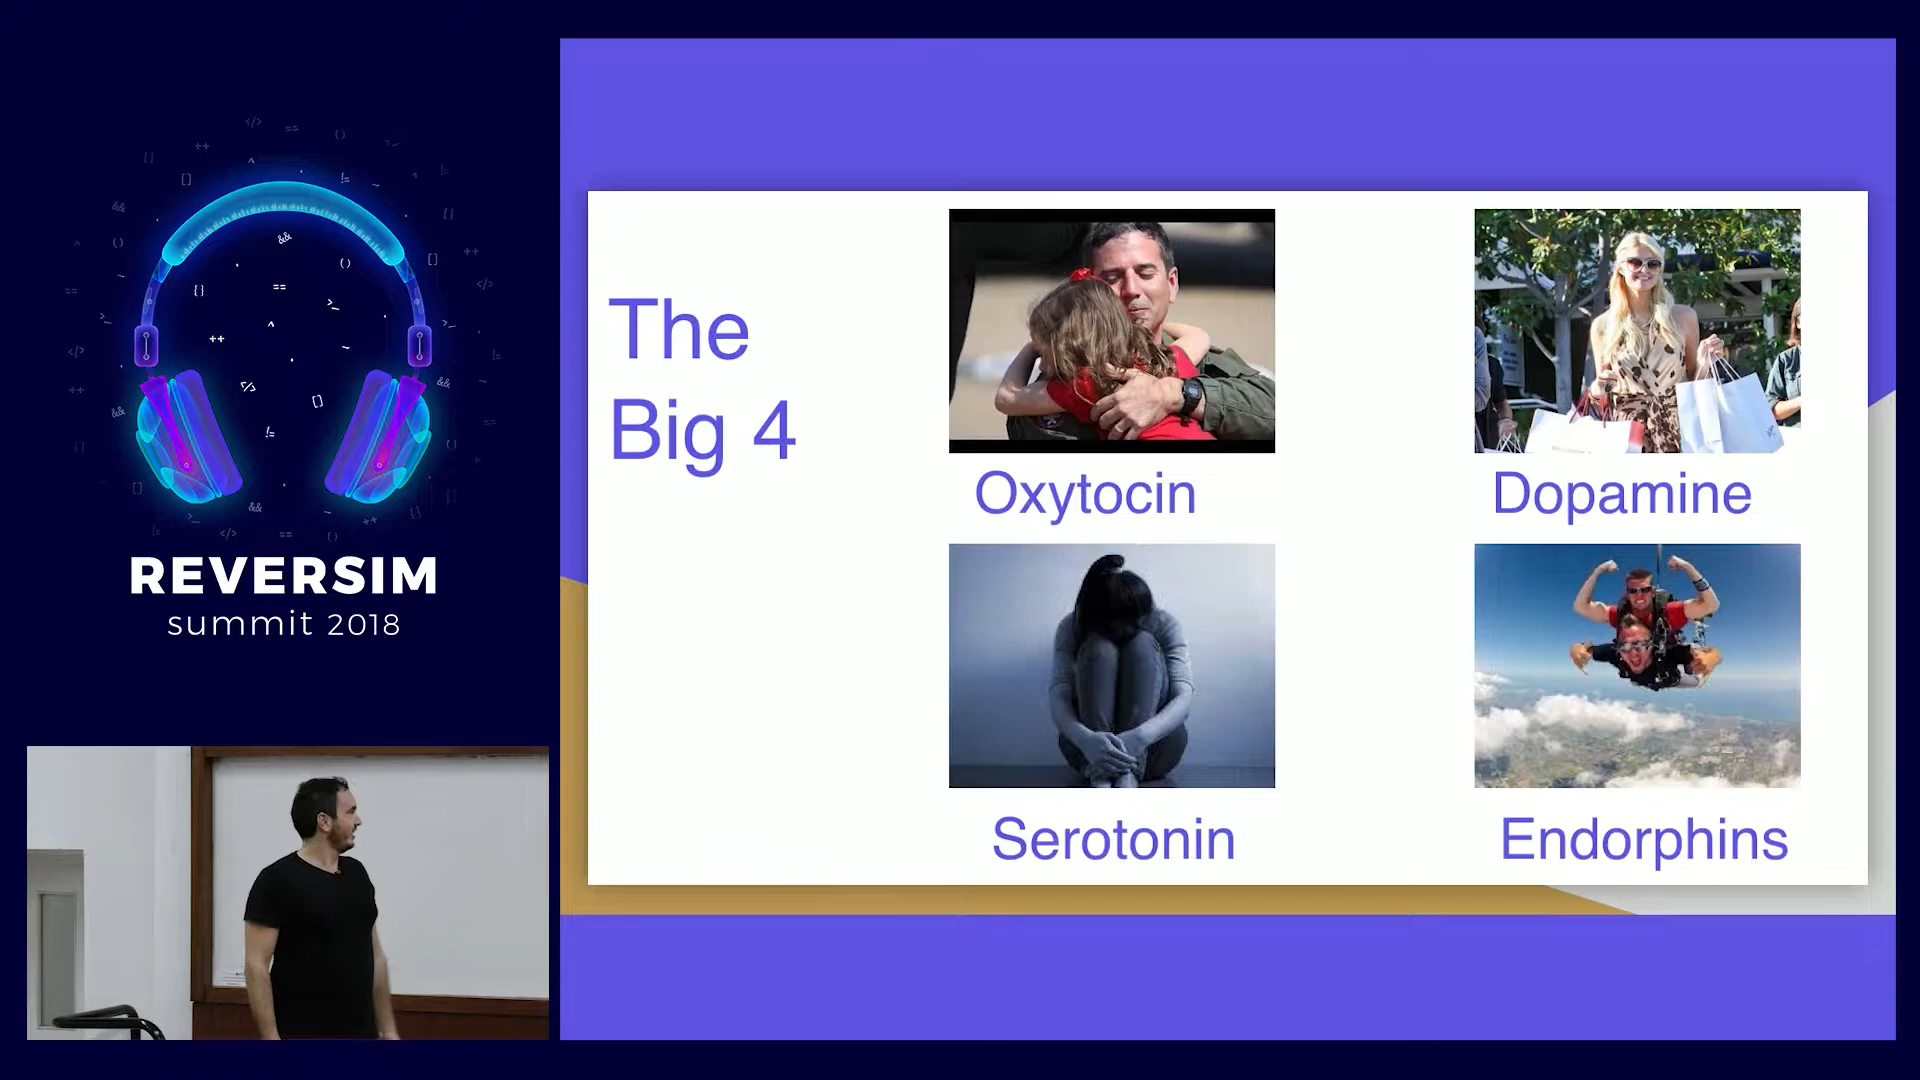 REVERSIM
summit 2018
The
Big 4
Oxytocin
Dopamine
Serotonin
Endorphins